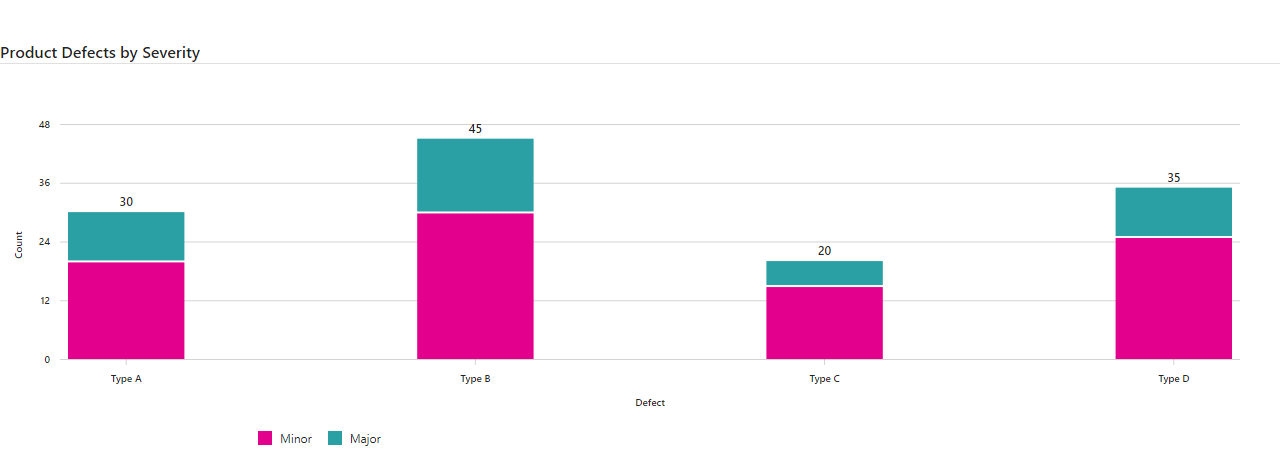 Product Defects by Severity
48
45
36
35
30
24
20
12
0
Count
Type A
Type B
Type C
Type D
Defect
Minor
Major